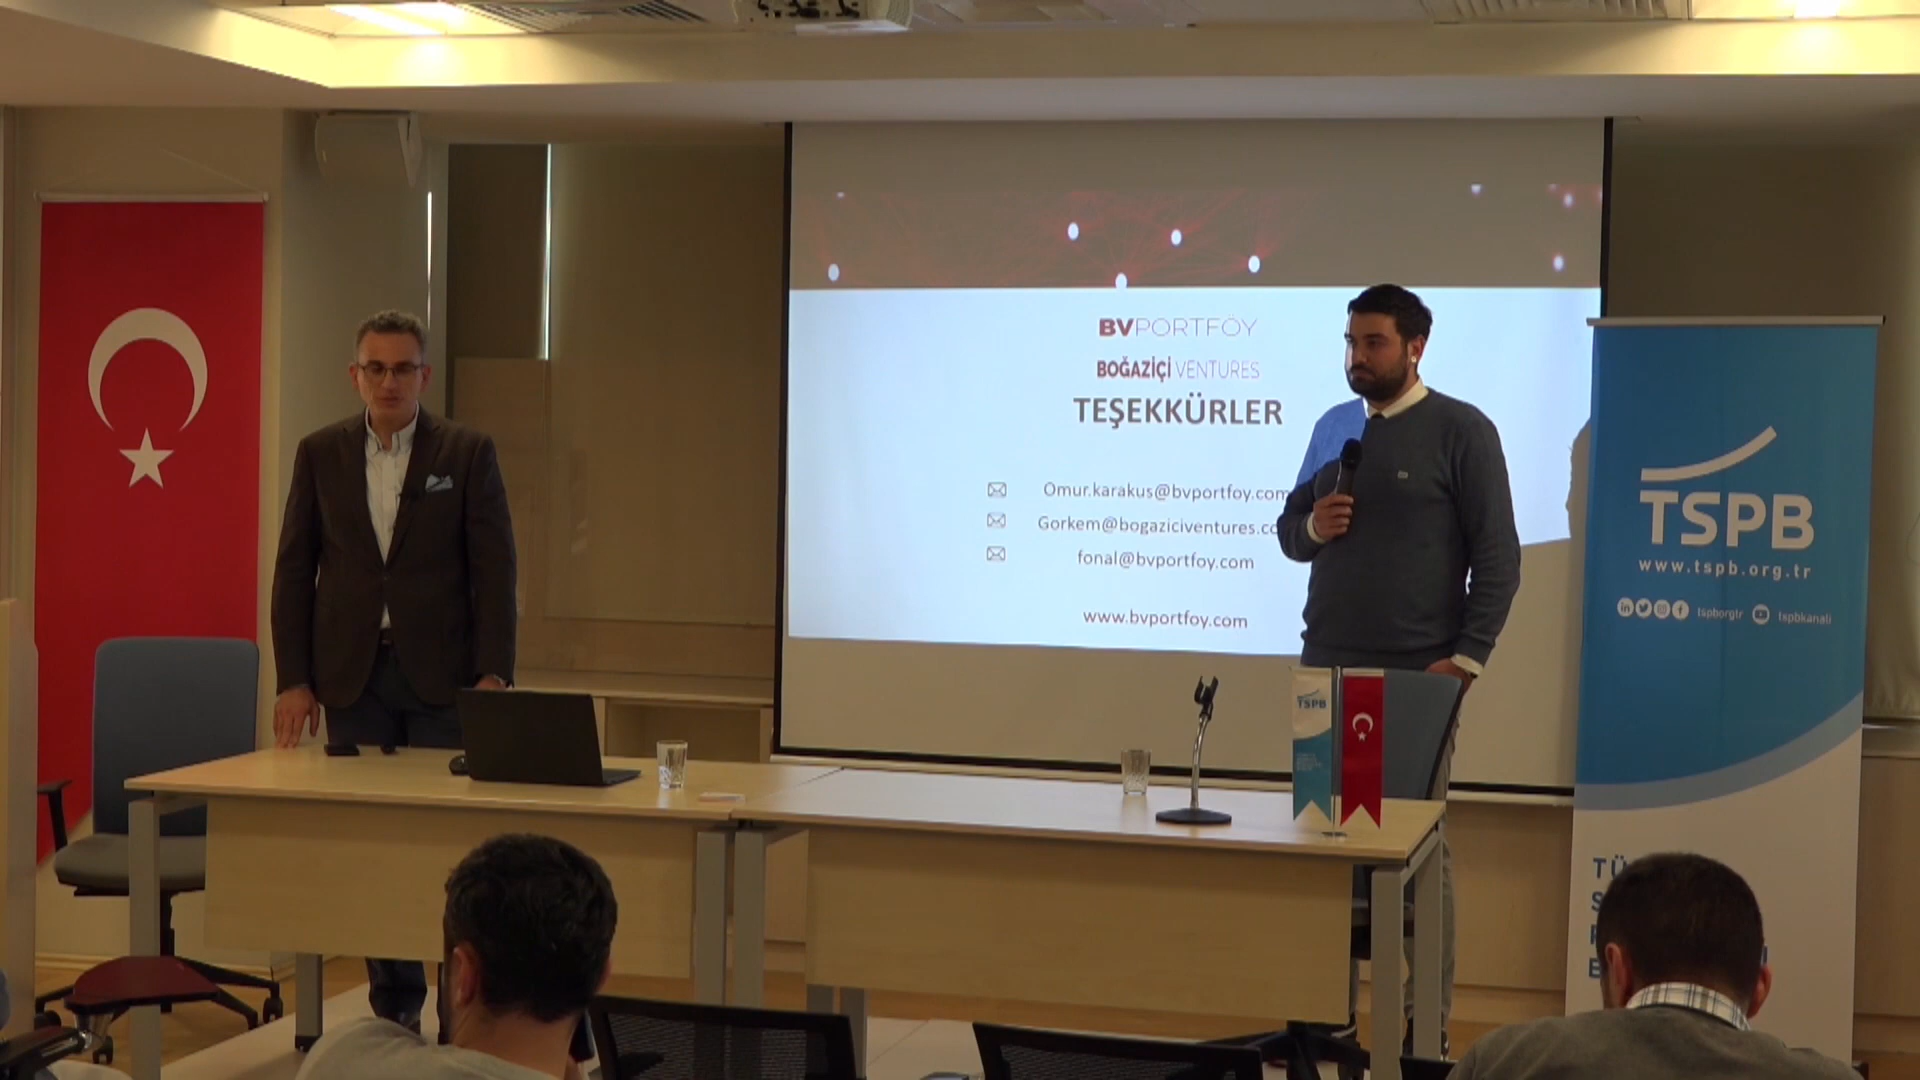 BVPORTFÖY
BOĞAZİÇİ VENTURES
TEŞEKKÜRLER
Omur.karakus@bvportfoy.com
Gorkem@bogaziciventures.co
fonal@bvportfoy.com
www.bvportfoy.com
TSPB
www.tspb.org.tr
tspborgtr
tspbkanali
TSPB
TÜ
S